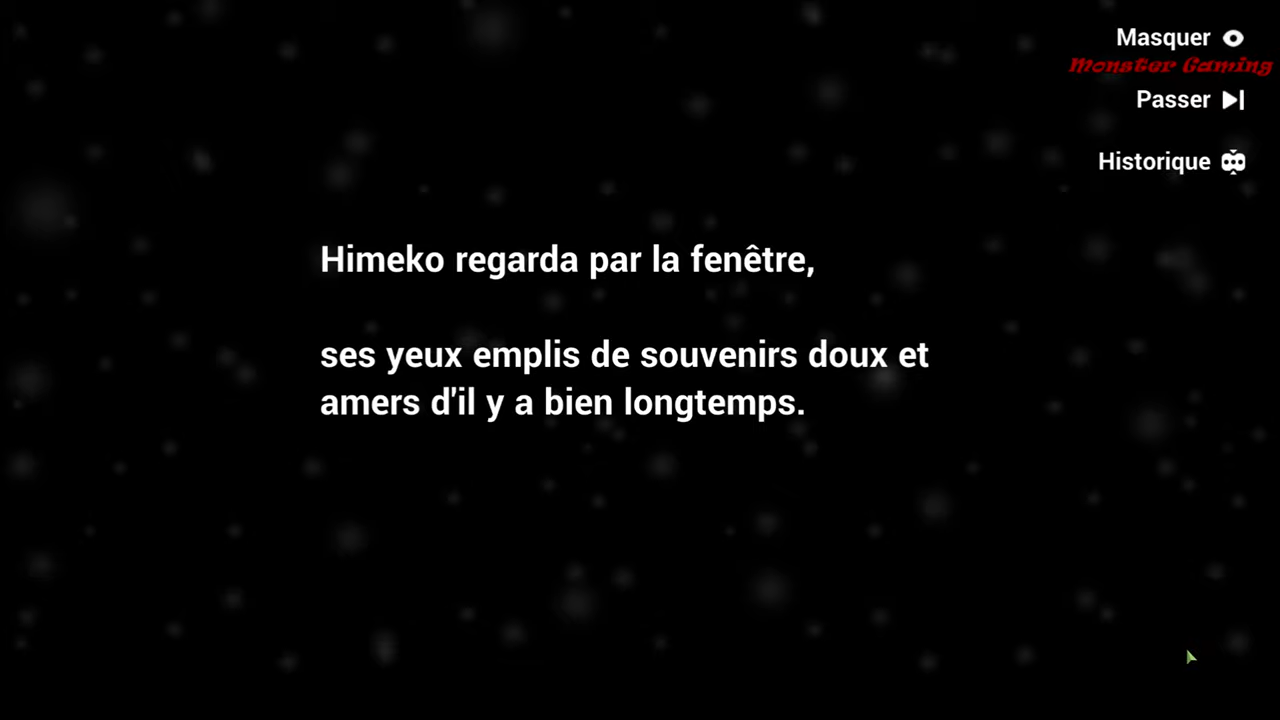 Masquer
Monster Gaming
Passer
Historique
Himeko regarda par la fenêtre,
ses yeux emplis de souvenirs doux et
amers d'il y a bien longtemps.